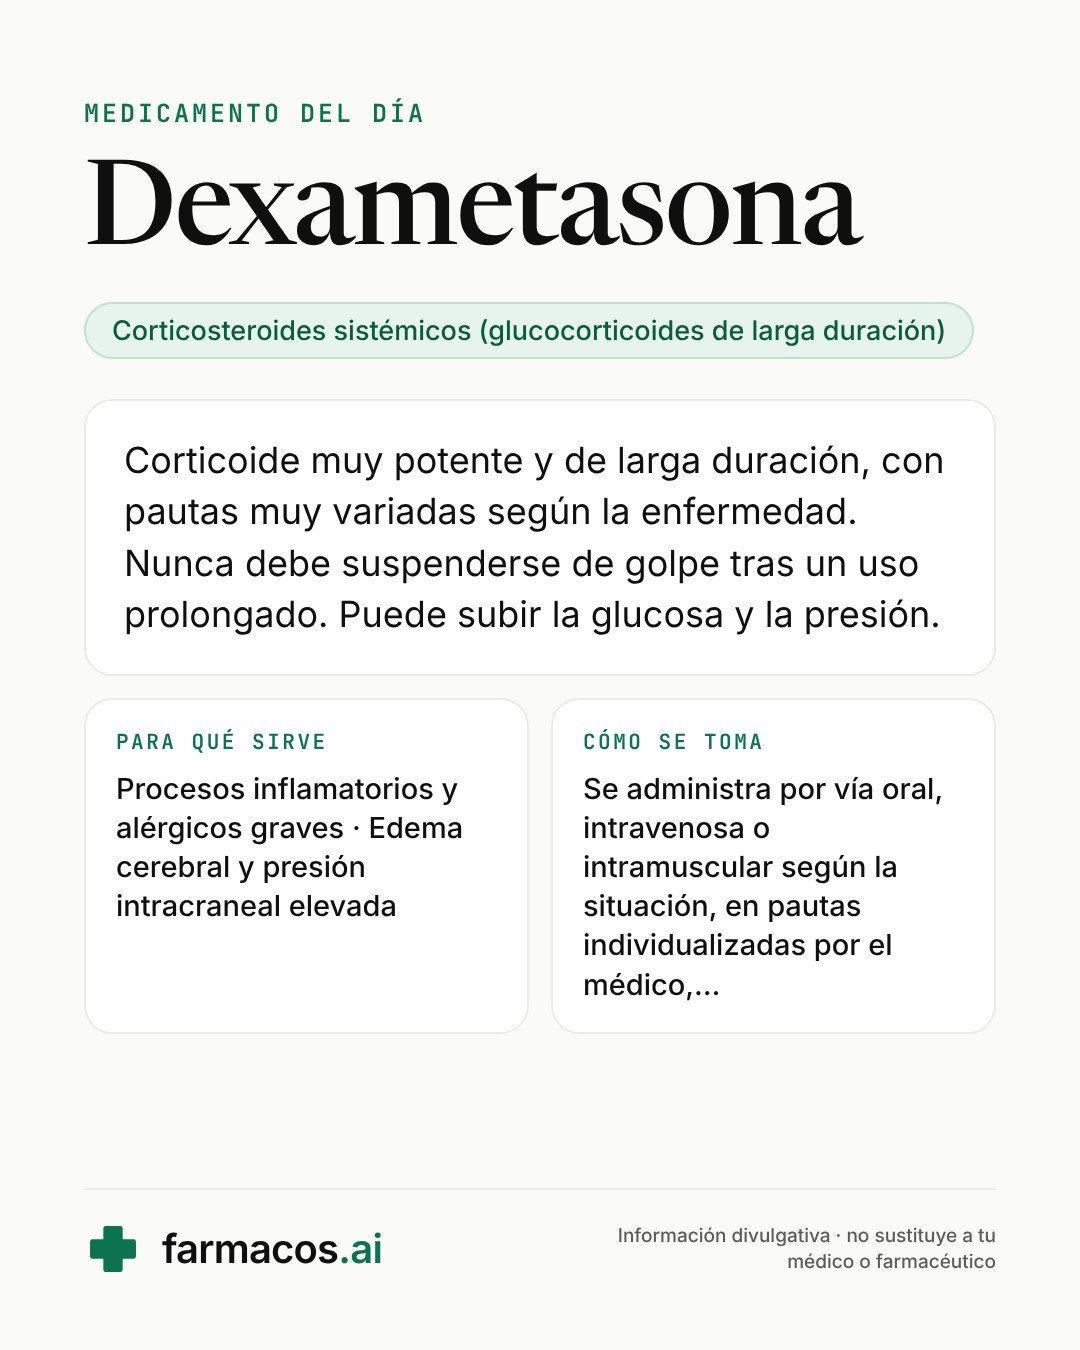 MEDICAMENTO DEL DÍA
Dexametasona
Corticosteroides sistémicos (glucocorticoides de larga duración)
Corticoide muy potente y de larga duración, con
pautas muy variadas según la enfermedad.
Nunca debe suspenderse de golpe tras un uso
prolongado. Puede subir la glucosa y la presión.
PARA QUÉ SIRVE
Procesos inflamatorios y
alérgicos graves · Edema
cerebral y presión
intracraneal elevada
CÓMO SE TOMA
Se administra por vía oral,
intravenosa o
intramuscular según la
situación, en pautas
individualizadas por el
médico,…
farmacos.ai
Información divulgativa · no sustituye a tu
médico o farmacéutico